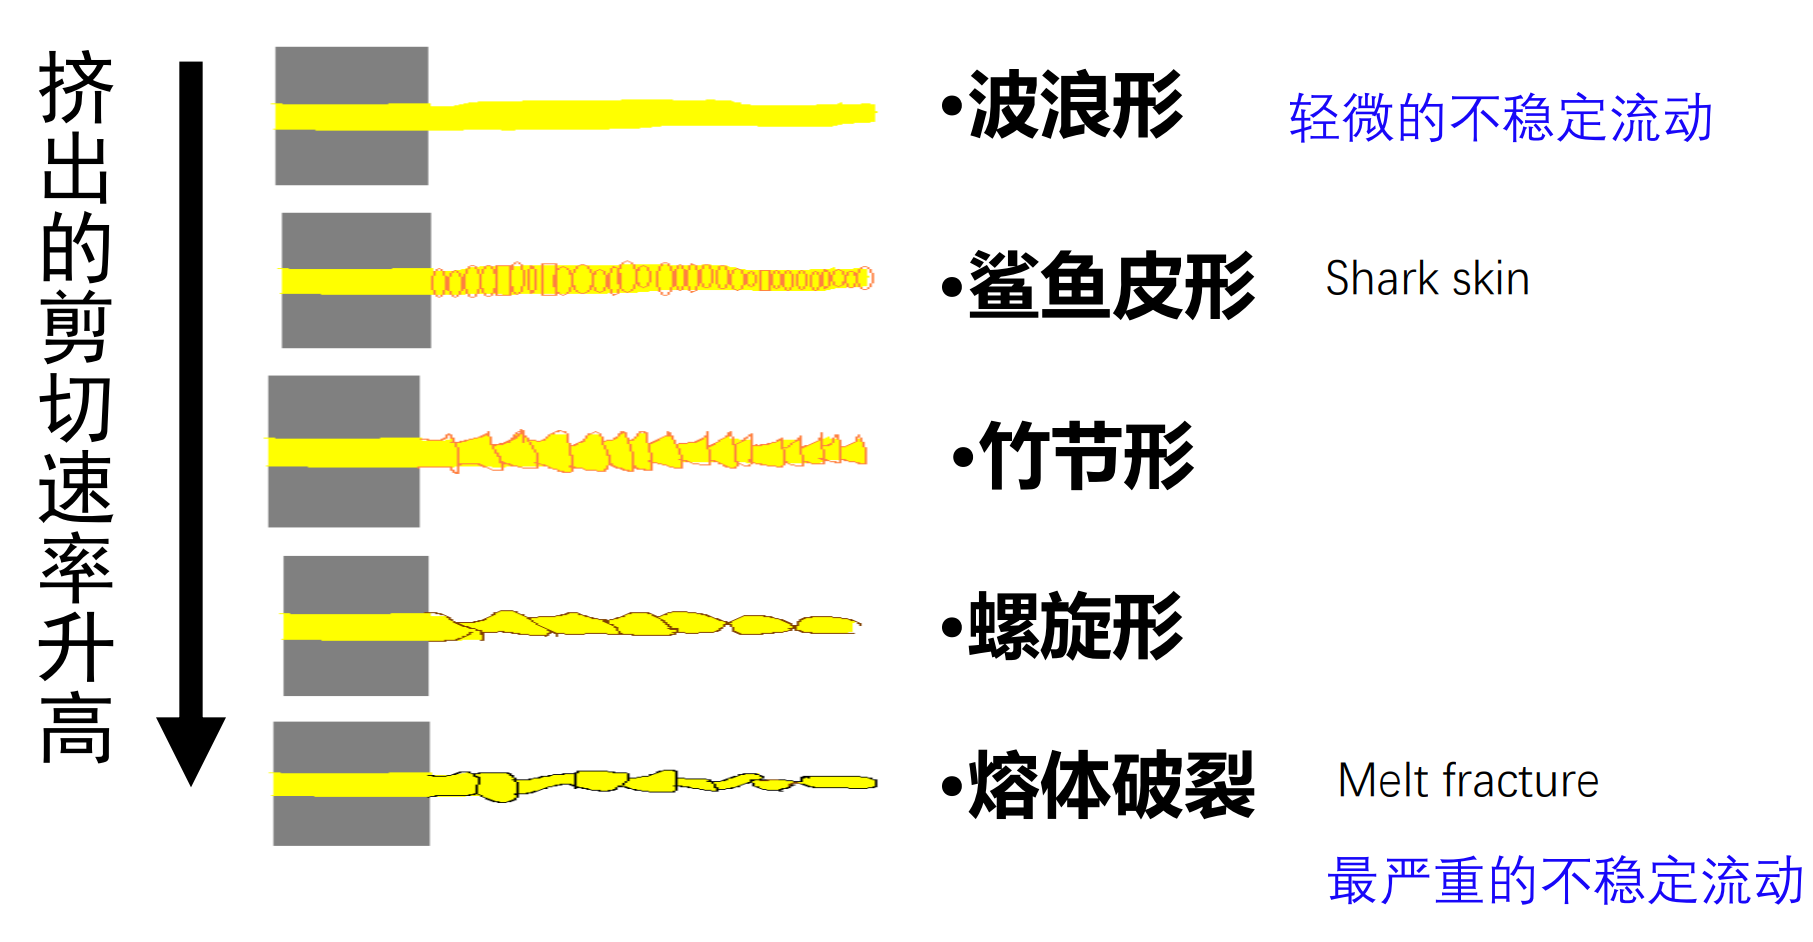 挤出的剪切速率升高
•波浪形
轻微的不稳定流动
•鲨鱼皮形
Shark skin
•竹节形
•螺旋形
•熔体破裂
Melt fracture
最严重的不稳定流动